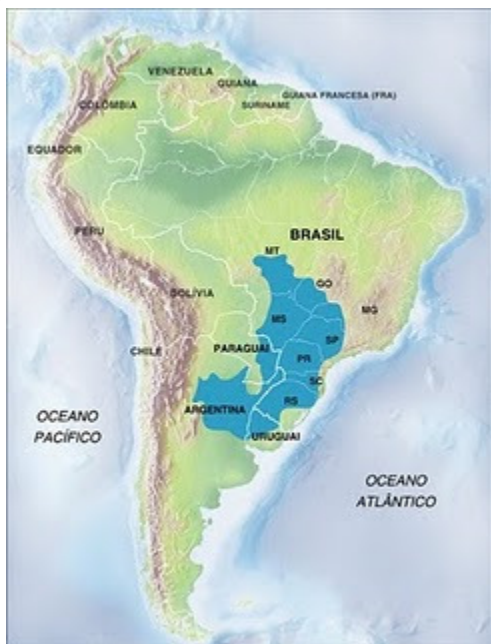 VENEZUELA
GUIANA
GUIANA FRANCESA (FRA)
COLÔMBIA
SURINAME
EQUADOR
PERU
BRASIL
MT
GO
BOLÍVIA
MG
MS
SP
CHILE
PARAGUAI
PR
SC
RS
ARGENTINA
URUGUAI
OCEANO
PACÍFICO
OCEANO
ATLÂNTICO